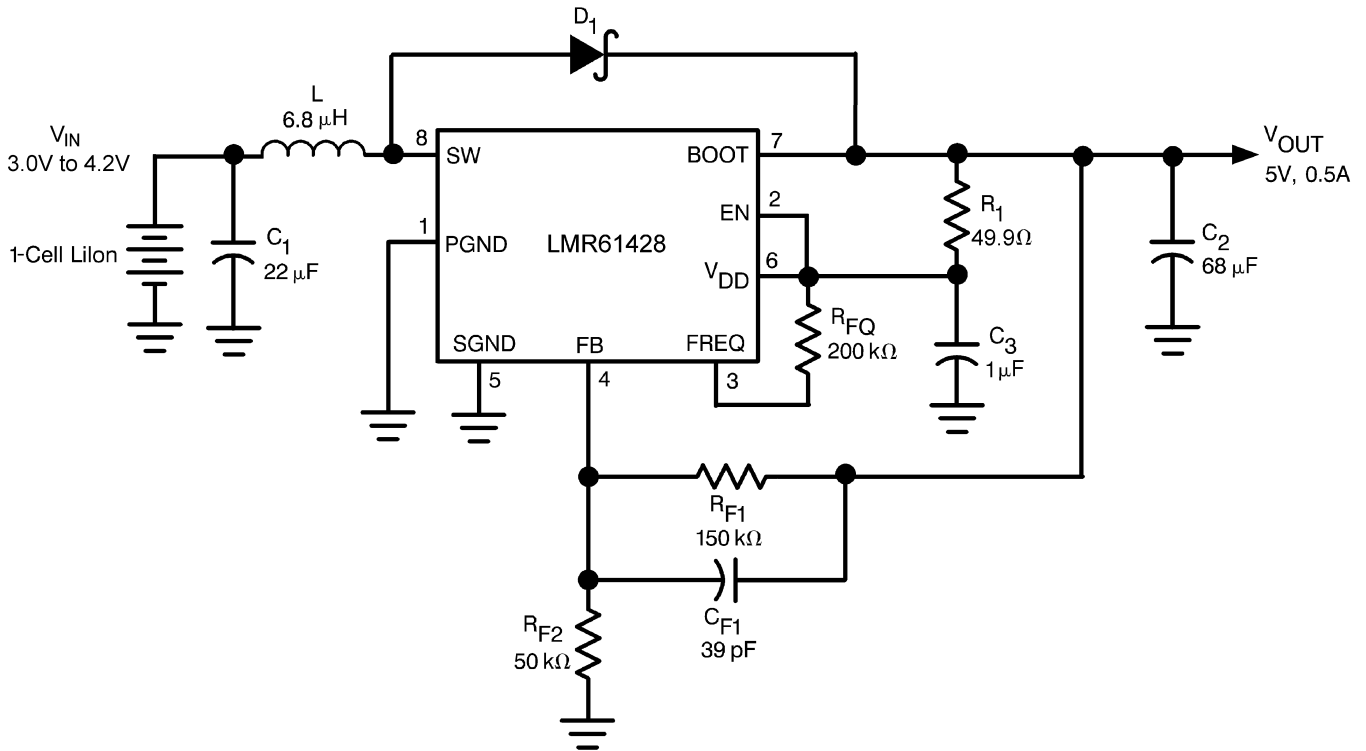 D1
L
6.8 μH
VIN
3.0V to 4.2V
8
SW
BOOT
7
VOUT
5V, 0.5A
EN
2
R1
49.9Ω
1
PGND
LMR61428
C1
22 μF
1-Cell LiIon
VDD
6
C2
68 μF
RFQ
200 kΩ
C3
1μF
SGND
FB
FREQ
5
4
3
RF1
150 kΩ
CF1
39 pF
RF2
50 kΩ